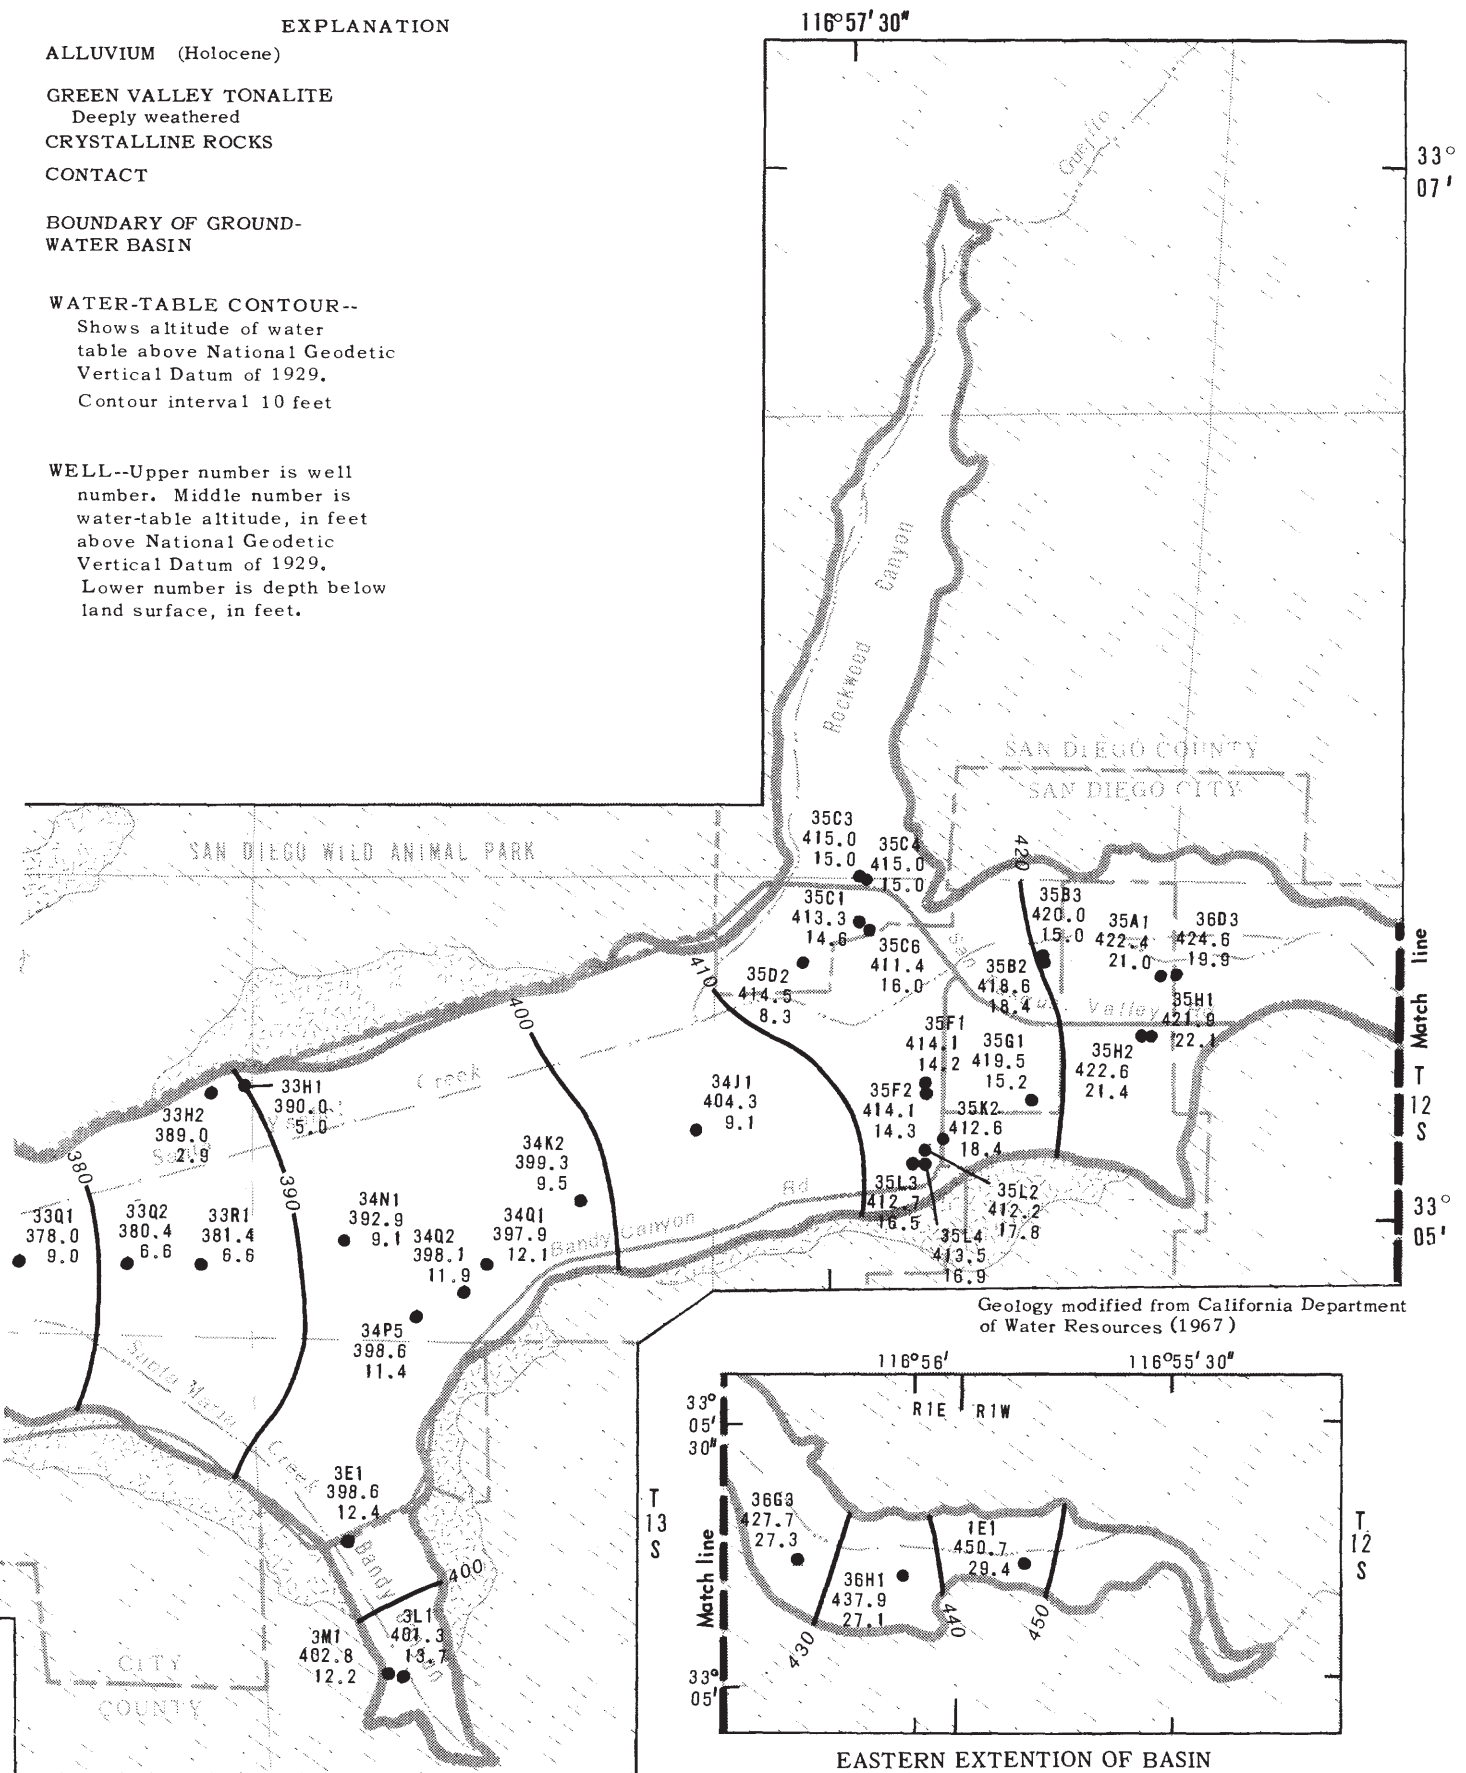 EXPLANATION
ALLUVIUM (Holocene)
GREEN VALLEY TONALITE
Deeply weathered
CRYSTALLINE ROCKS
CONTACT
BOUNDARY OF GROUND-
WATER BASIN
WATER-TABLE CONTOUR--
Shows altitude of water
table above National Geodetic
Vertical Datum of 1929.
Contour interval 10 feet
WELL--Upper number is well
number. Middle number is
water-table altitude, in feet
above National Geodetic
Vertical Datum of 1929.
Lower number is depth below
land surface, in feet.
116°57'30"
33°
07'
Guejito
Rockwood Canyon
SAN DIEGO COUNTY
SAN DIEGO CITY
SAN DIEGO WILD ANIMAL PARK
35C3
415.0
15.0
35C4
415.0
15.0
35C1
413.3
14.6
35C6
411.4
16.0
35D2
414.5
8.3
420
35B3
420.0
15.0
35A1
422.4
21.0
36D3
424.6
19.9
35B2
418.6
18.4
35H1
421.9
22.1
35H2
422.6
21.4
Valley
35F1
414.1
14.2
35G1
419.5
15.2
35F2
414.1
14.3
35K2
412.6
18.4
35L3
412.7
16.5
35L2
412.2
17.8
35L4
413.5
16.9
410
400
34J1
404.3
9.1
Creek
33H1
390.0
5.0
33H2
389.0
2.9
380
390
34K2
399.3
9.5
33Q1
378.0
9.0
33Q2
380.4
6.6
33R1
381.4
6.6
34N1
392.9
9.1
34Q2
398.1
11.9
34Q1
397.9
12.1
34P5
398.6
11.4
Bandy Canyon Rd
Santa Maria Creek
3E1
398.6
12.4
Bandy
400
3L1
401.3
13.7
3M1
402.8
12.2
CITY
COUNTY
Match line
T
12
S
33°
05'
Geology modified from California Department
of Water Resources (1967)
T
13
S
116°56'
116°55'30"
R1E
R1W
33°
05'
30"
Match line
36G3
427.7
27.3
36H1
437.9
27.1
1E1
450.7
29.4
430
440
450
33°
05'
T
12
S
EASTERN EXTENTION OF BASIN